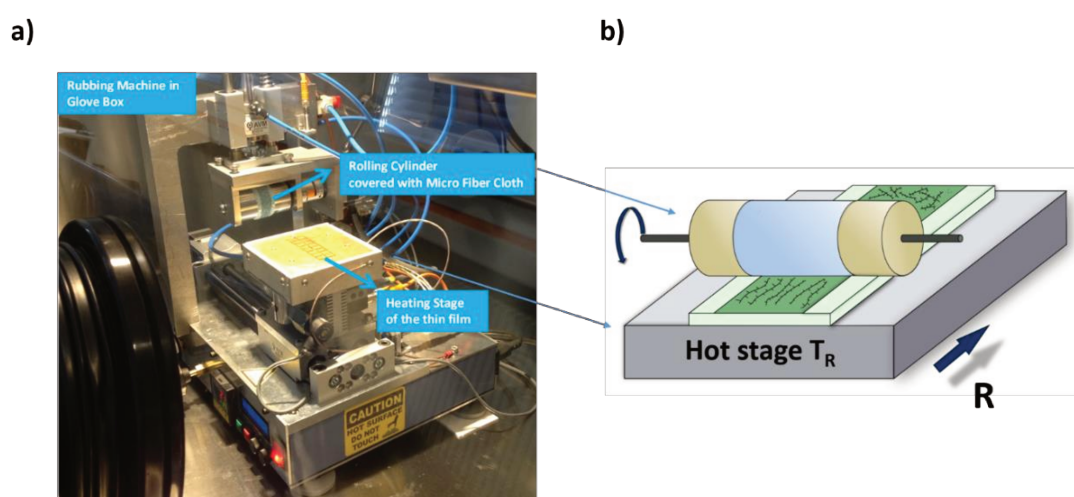 a)
b)
Rubbing Machine in
Glove Box
Rolling Cylinder
covered with Micro Fiber Cloth
Heating Stage
of the thin film
CAUTION
HOT SURFACE
DO NOT
TOUCH
Hot stage T_R
R